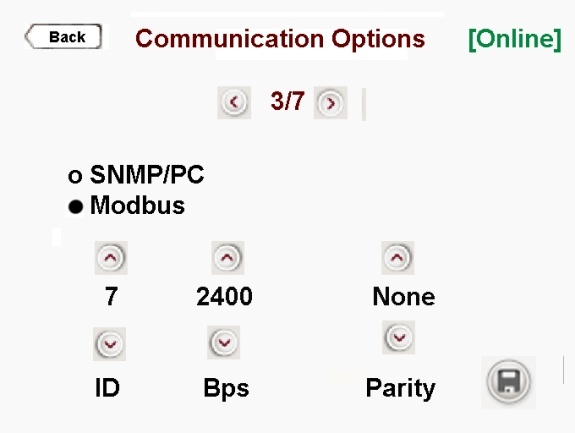 Back Communication Options [Online]
3/7
SNMP/PC
Modbus
7 2400 None
ID Bps Parity